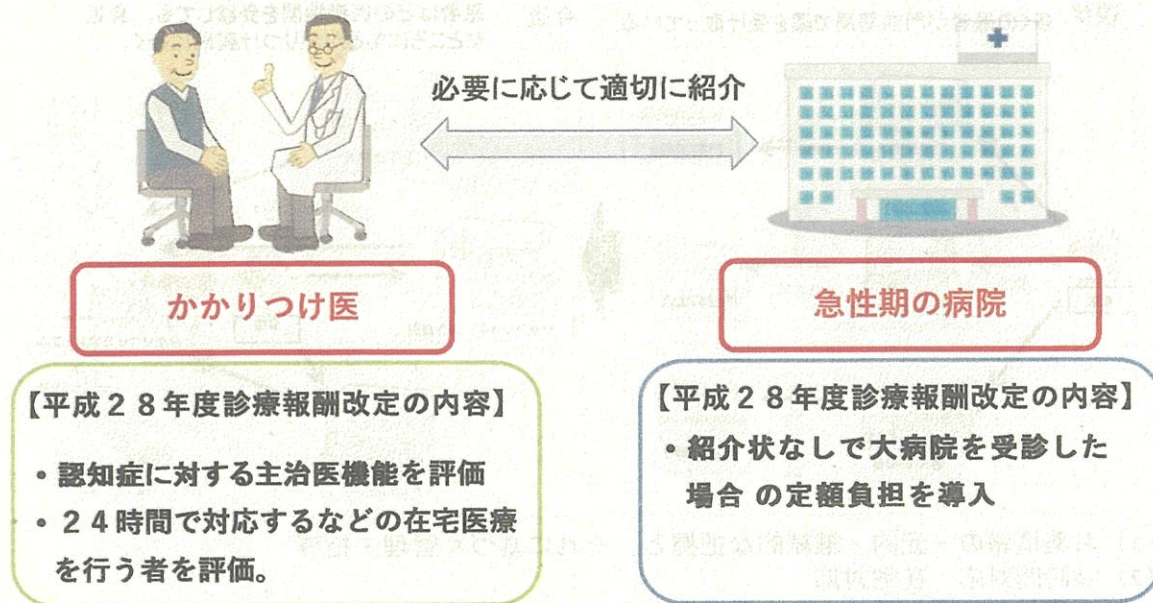 必要に応じて適切に紹介
かかりつけ医
急性期の病院
【平成２８年度診療報酬改定の内容】
・認知症に対する主治医機能を評価
・２４時間で対応するなどの在宅医療
を行う者を評価。
【平成２８年度診療報酬改定の内容】
・紹介状なしで大病院を受診した
場合 の定額負担を導入